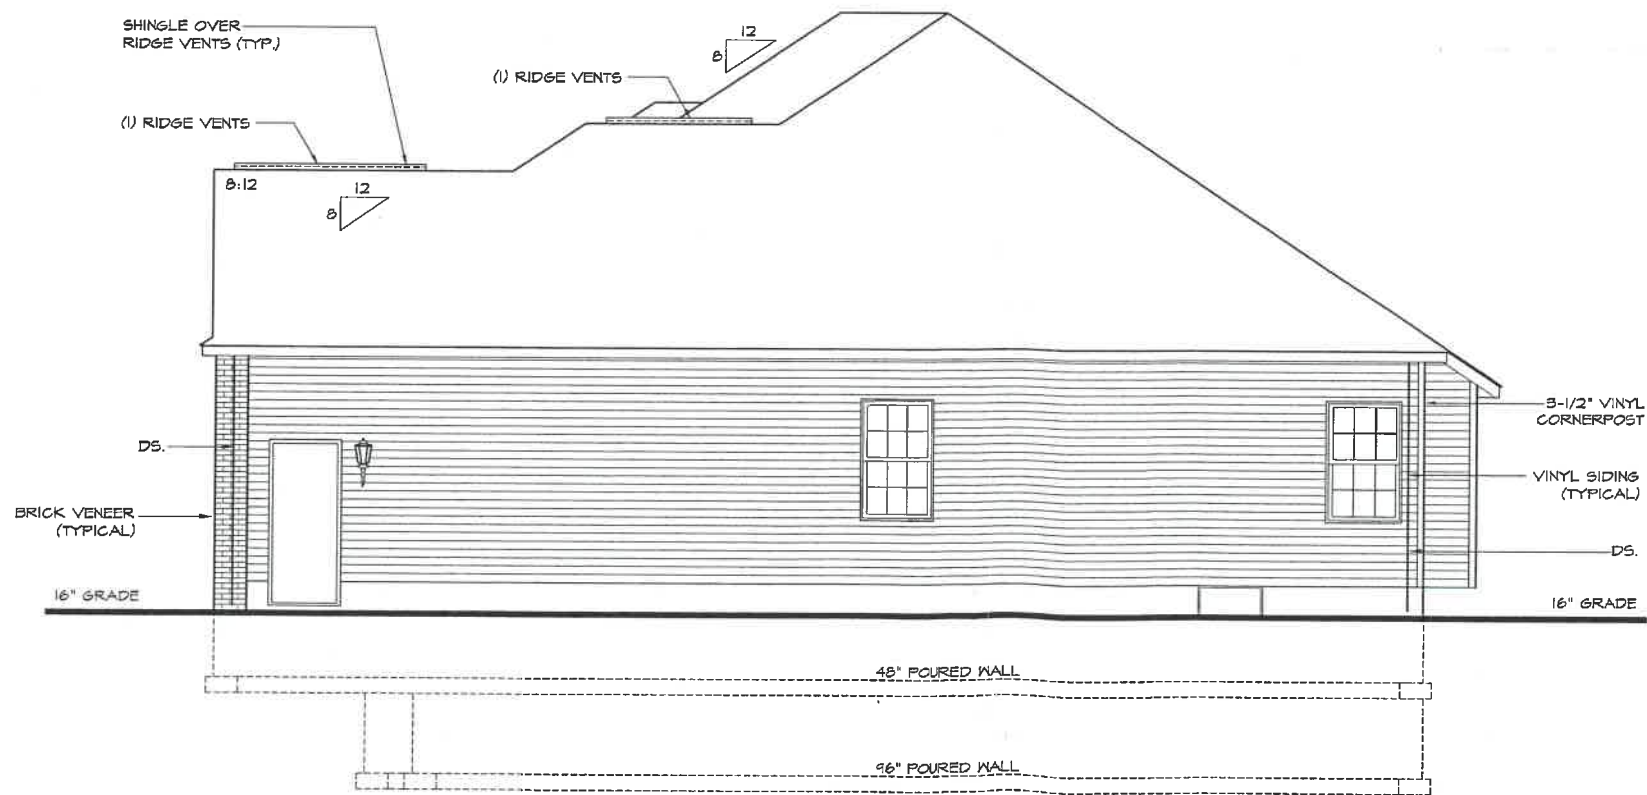 SHINGLE OVER
RIDGE VENTS (TYP.)
12
8
(1) RIDGE VENTS
(1) RIDGE VENTS
8:12
12
8
3-1/2" VINYL
CORNERPOST
DS.
VINYL SIDING
(TYPICAL)
BRICK VENEER
(TYPICAL)
DS.
16" GRADE
16" GRADE
48" POURED WALL
96" POURED WALL